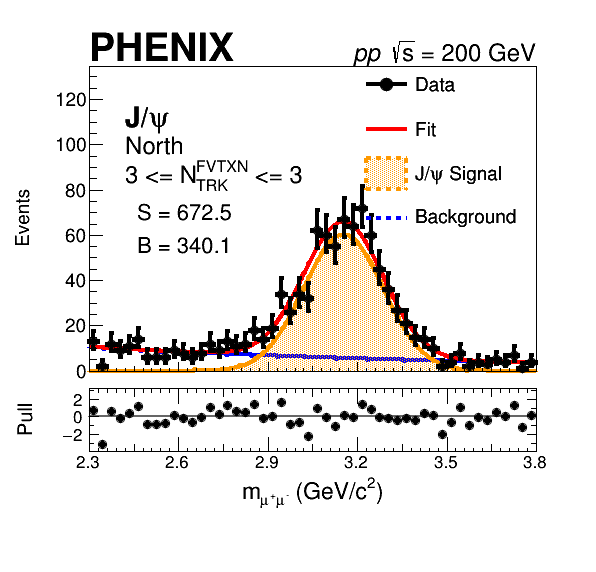 PHENIX
pp √s = 200 GeV
Data
Fit
J/ψ Signal
Background
J/ψ
North
3 <= N^{FVTXN}_{TRK} <= 3
S = 672.5
B = 340.1
Events
120
100
80
60
40
20
0
Pull
2
0
−2
2.3 2.6 2.9 3.2 3.5 3.8
m_{μ⁺μ⁻} (GeV/c²)